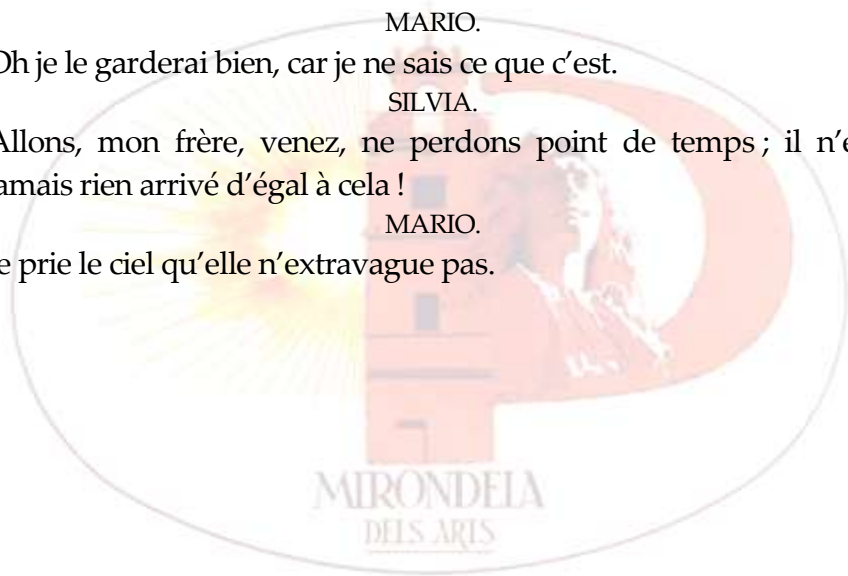 MARIO.
Oh je le garderai bien, car je ne sais ce que c’est.
SILVIA.
Allons, mon frère, venez, ne perdons point de temps ; il n’e
amais rien arrivé d’égal à cela !
MARIO.
e prie le ciel qu’elle n’extravague pas.
MIRONDELA
DELS ARTS